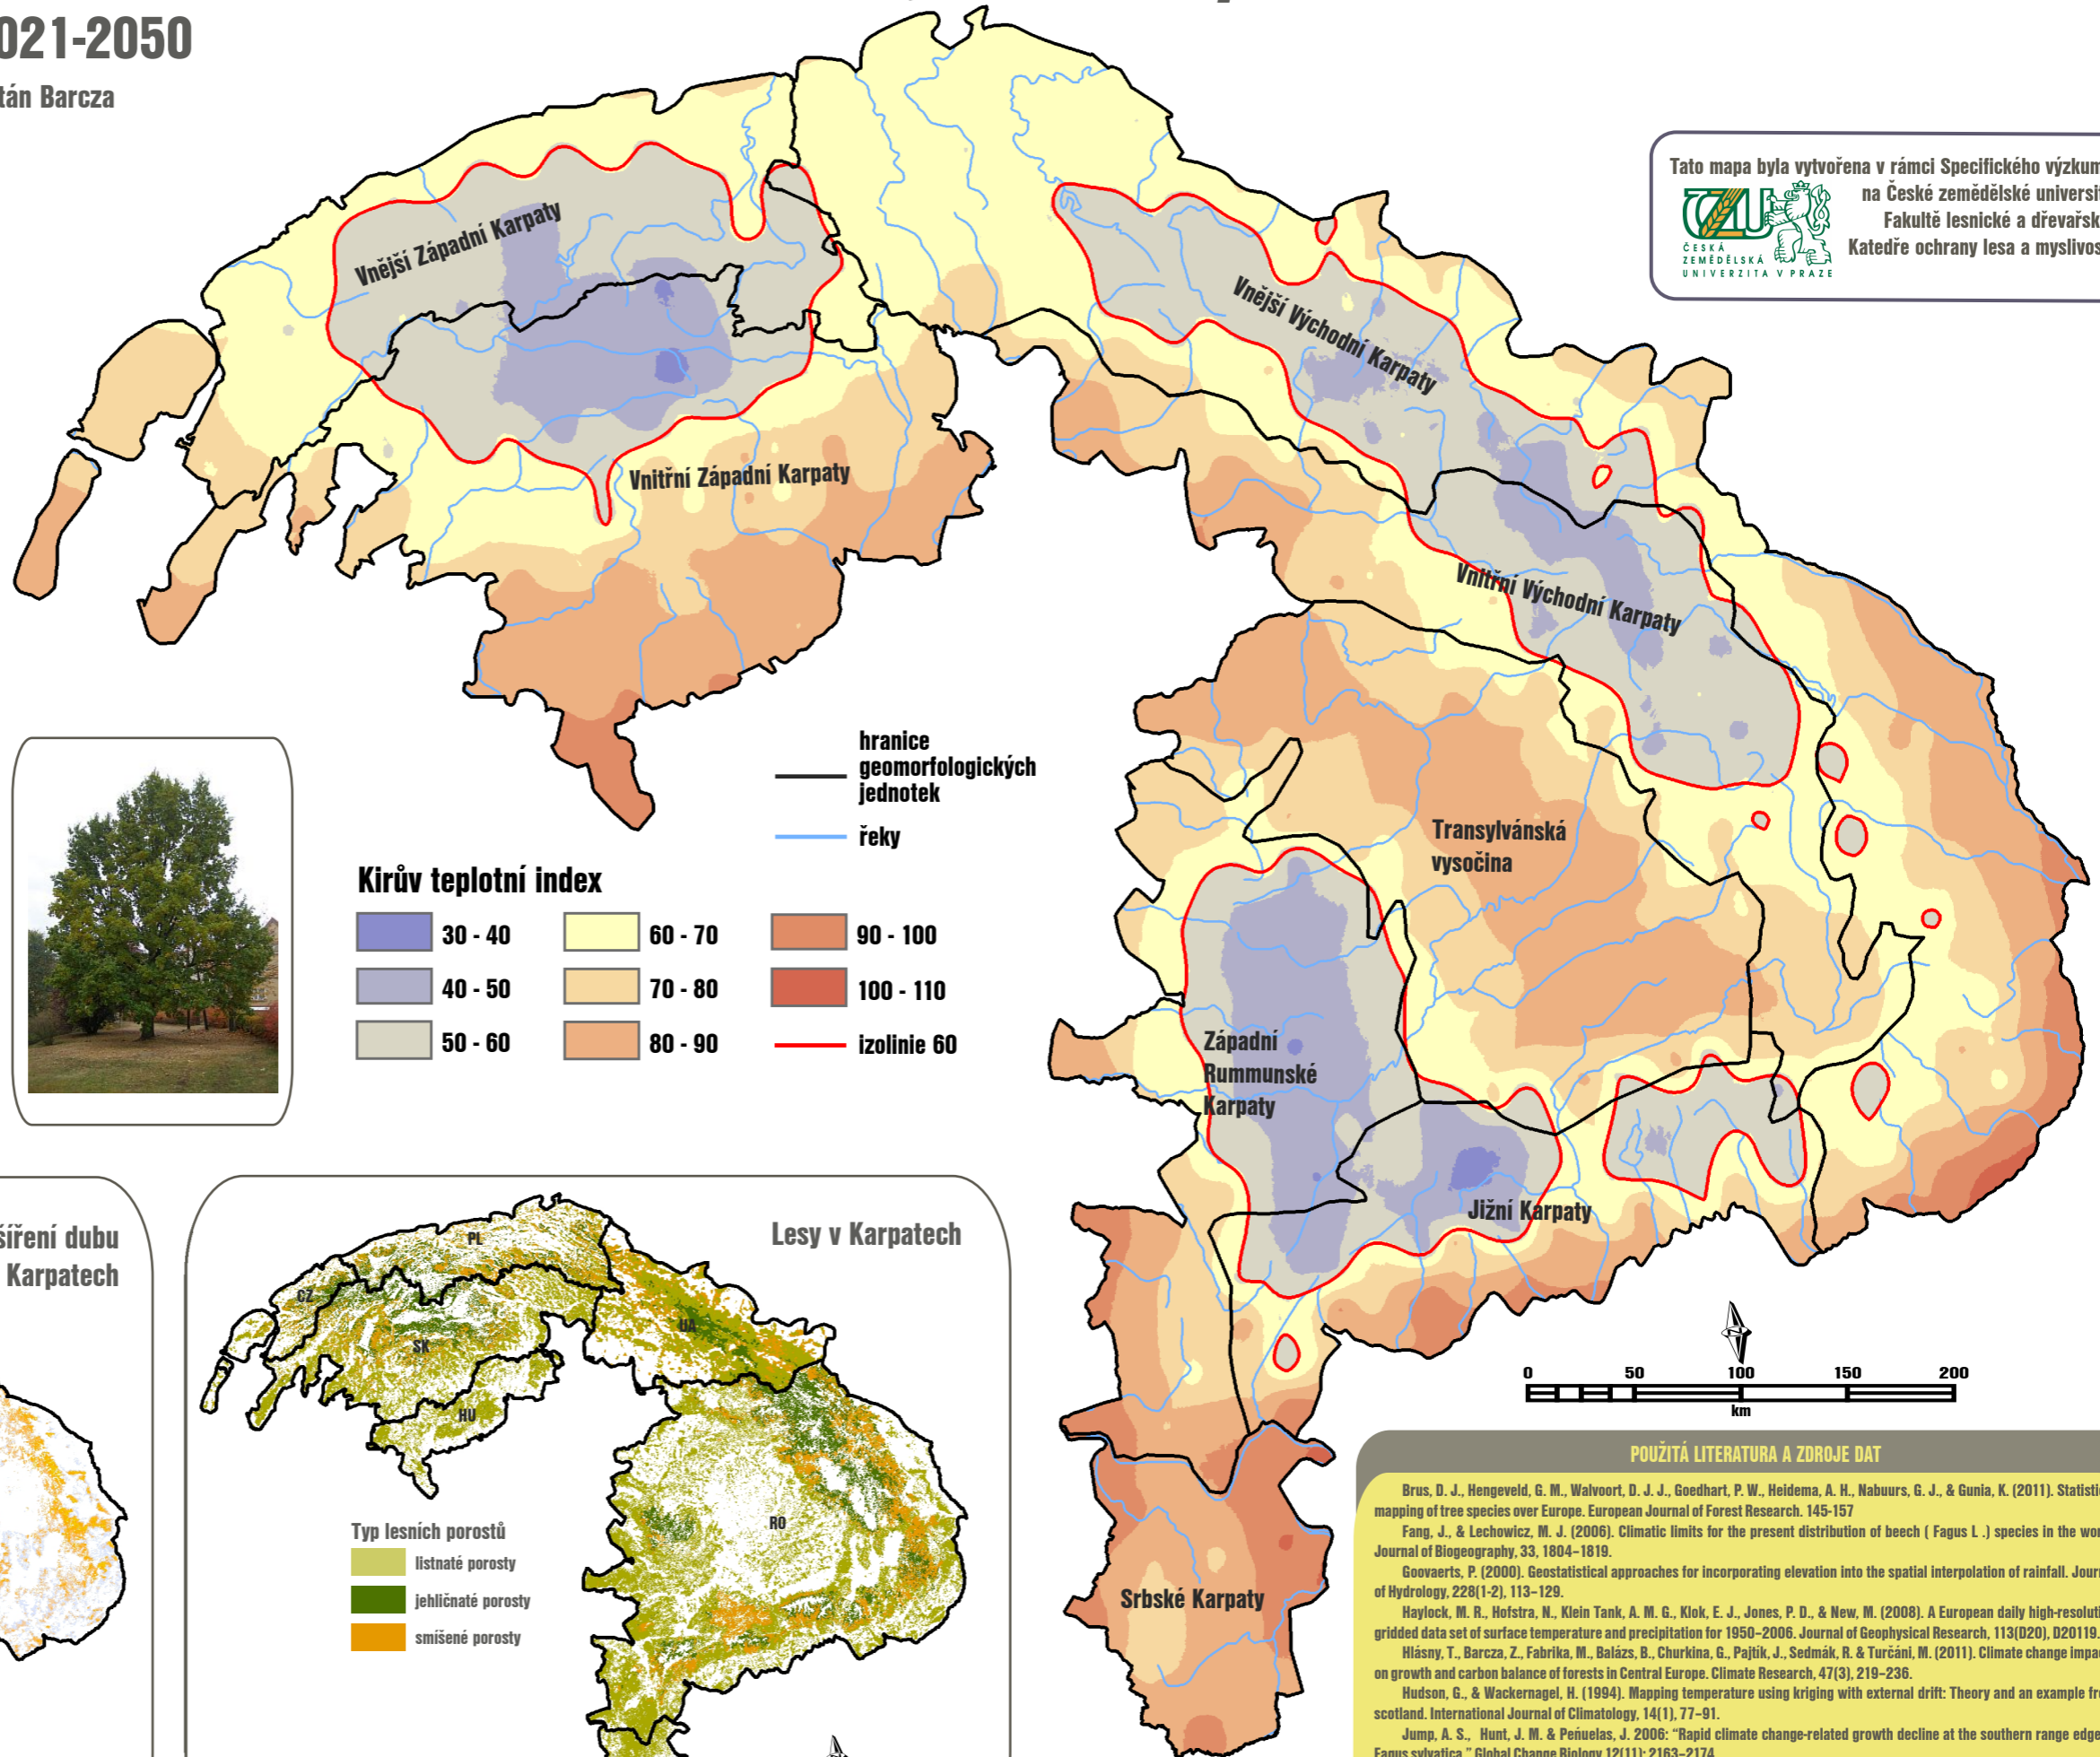 021-2050
tán Barcza
Tato mapa byla vytvořena v rámci Specifického výzkum
na České zemědělské universi
Fakultě lesnické a dřevařsk
Katedře ochrany lesa a myslivos
ČZU
ČESKÁ
ZEMĚDĚLSKÁ
UNIVERZITA V PRAZE
Vnější Západní Karpaty
Vnější Východní Karpaty
Vnitřní Západní Karpaty
Vnitřní Východní Karpaty
Transylvánská
vysočina
Západní
Rummunské
Karpaty
Jižní Karpaty
Srbské Karpaty
hranice
geomorfologických
jednotek
řeky
Kirův teplotní index
30 - 40
60 - 70
90 - 100
40 - 50
70 - 80
100 - 110
50 - 60
80 - 90
izolinie 60
0 50 100 150 200
km
šíření dubu
Karpatech
Lesy v Karpatech
PL
CZ
SK
UA
HU
RO
Typ lesních porostů
listnaté porosty
jehličnaté porosty
smíšené porosty
POUŽITÁ LITERATURA A ZDROJE DAT
Brus, D. J., Hengeveld, G. M., Walvoort, D. J. J., Goedhart, P. W., Heidema, A. H., Nabuurs, G. J., & Gunia, K. (2011). Statisti
mapping of tree species over Europe. European Journal of Forest Research. 145-157
Fang, J., & Lechowicz, M. J. (2006). Climatic limits for the present distribution of beech ( Fagus L .) species in the wor
Journal of Biogeography, 33, 1804–1819.
Goovaerts, P. (2000). Geostatistical approaches for incorporating elevation into the spatial interpolation of rainfall. Jour
of Hydrology, 228(1-2), 113–129.
Haylock, M. R., Hofstra, N., Klein Tank, A. M. G., Klok, E. J., Jones, P. D., & New, M. (2008). A European daily high-resoluti
gridded data set of surface temperature and precipitation for 1950–2006. Journal of Geophysical Research, 113(D20), D20119.
Hlásny, T., Barcza, Z., Fabrika, M., Balázs, B., Churkina, G., Pajtík, J., Sedmák, R. & Turčáni, M. (2011). Climate change impa
on growth and carbon balance of forests in Central Europe. Climate Research, 47(3), 219–236.
Hudson, G., & Wackernagel, H. (1994). Mapping temperature using kriging with external drift: Theory and an example fr
scotland. International Journal of Climatology, 14(1), 77–91.
Jump, A. S., Hunt, J. M. & Peńuelas, J. 2006: “Rapid climate change-related growth decline at the southern range edge
Fagus sylvatica.” Global Change Biology 12(11): 2163–2174